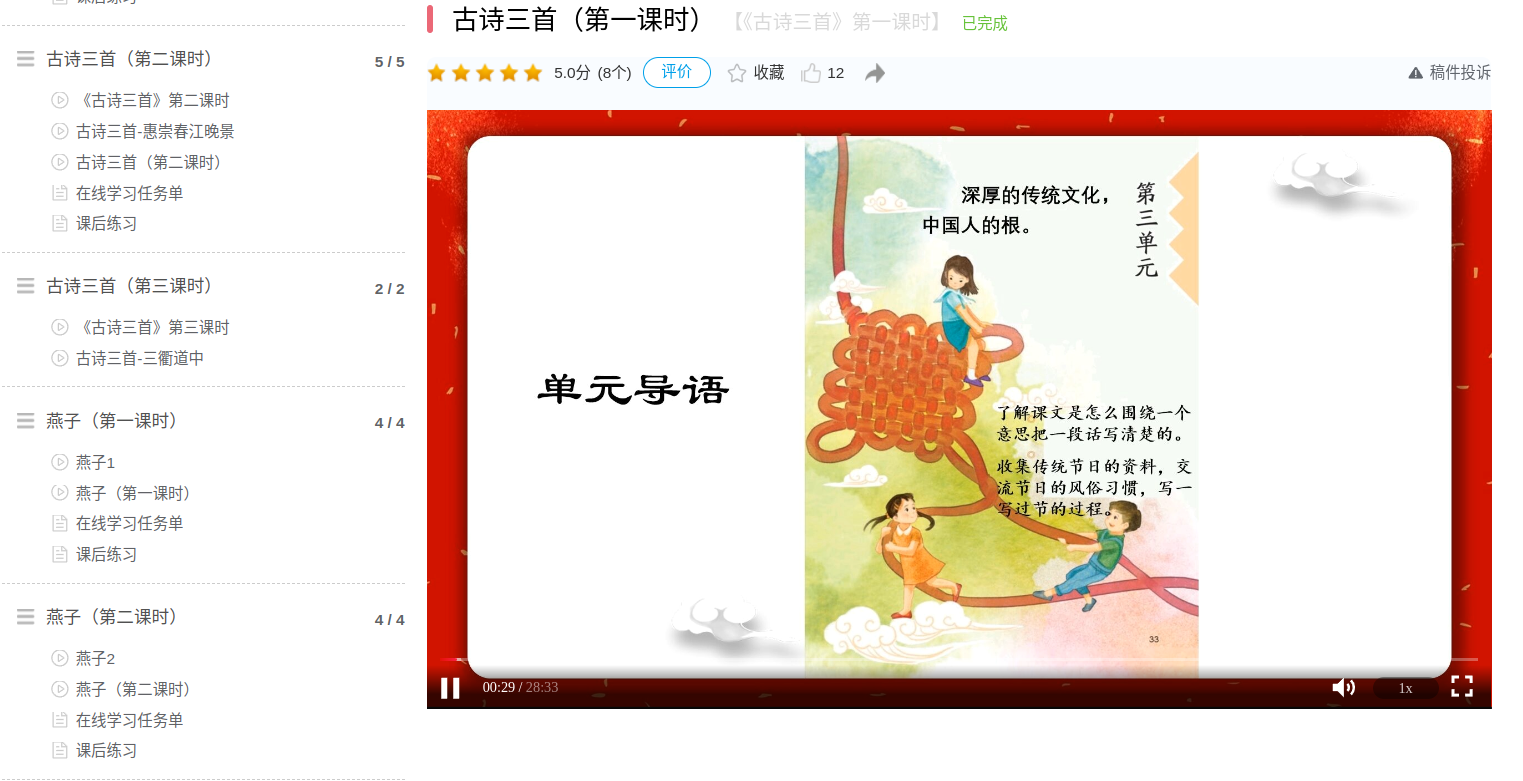 古诗三首（第二课时）
5 / 5
《古诗三首》第二课时
古诗三首-惠崇春江晚景
古诗三首（第二课时）
在线学习任务单
课后练习
古诗三首（第三课时）
2 / 2
《古诗三首》第三课时
古诗三首-三衢道中
燕子（第一课时）
4 / 4
燕子1
燕子（第一课时）
在线学习任务单
课后练习
燕子（第二课时）
4 / 4
燕子2
燕子（第二课时）
在线学习任务单
课后练习
古诗三首（第一课时） 【《古诗三首》第一课时】 已完成
5.0分 (8个) 评价 收藏 12 稿件投诉
单元导语
第三单元
深厚的传统文化，
中国人的根。
了解课文是怎么围绕一个
意思把一段话写清楚的。
收集传统节日的资料，交
流节日的风俗习惯，写一
写过节的过程。
33
00:29 / 28:33 1x